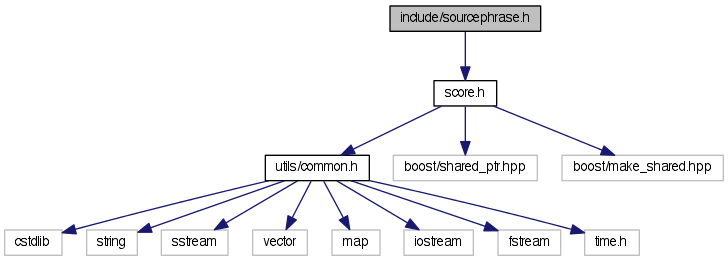 include/sourcephrase.h
score.h
utils/common.h
boost/shared_ptr.hpp
boost/make_shared.hpp
cstdlib
string
sstream
vector
map
iostream
fstream
time.h